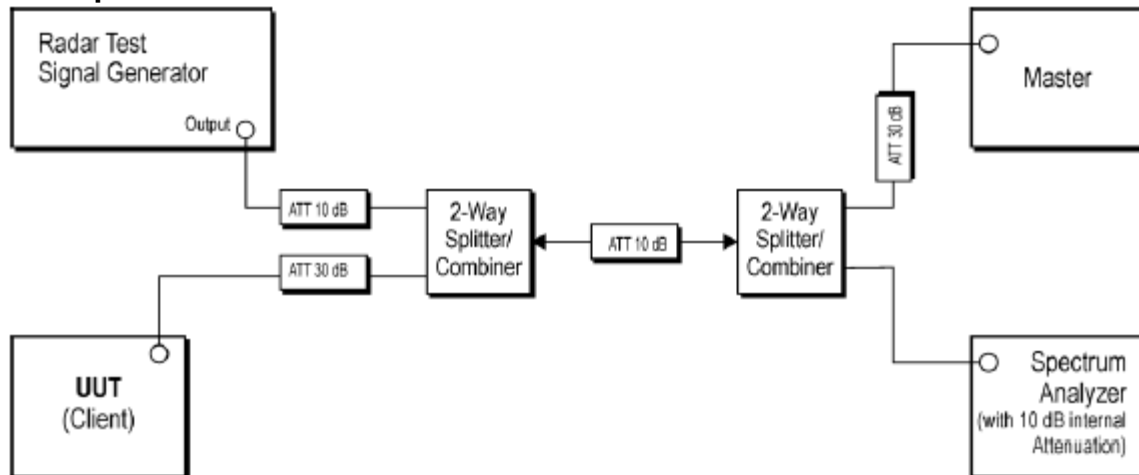 Radar Test
Signal Generator
Output
ATT 10 dB
ATT 30 dB
2-Way
Splitter/
Combiner
ATT 10 dB
2-Way
Splitter/
Combiner
ATT 30 dB
Master
UUT
(Client)
Spectrum
Analyzer
(with 10 dB internal
Attenuation)